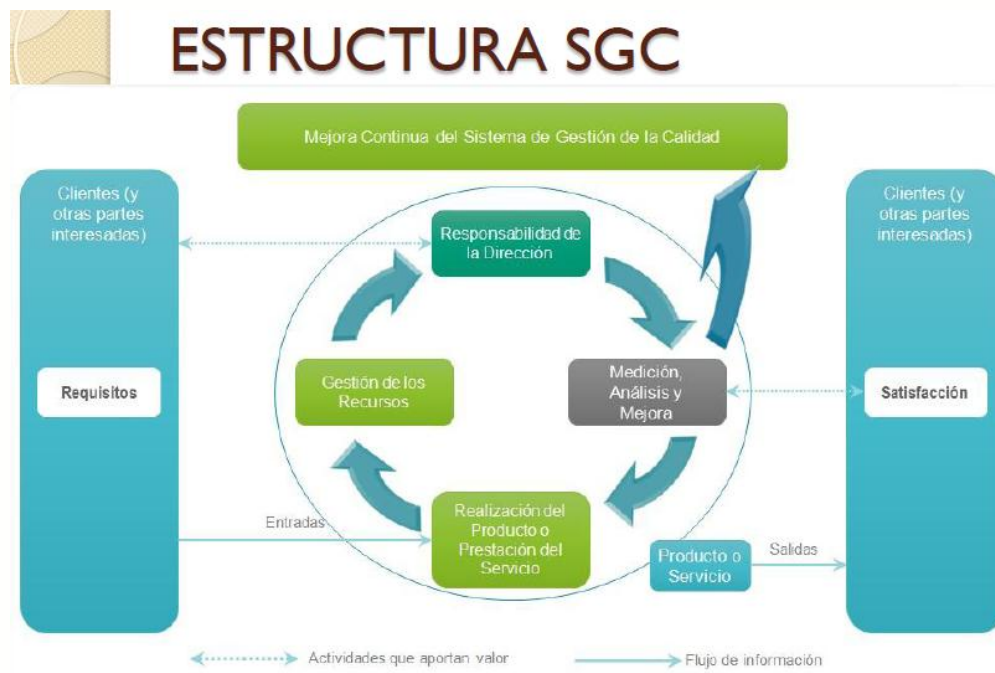 ESTRUCTURA SGC
Mejora Continua del Sistema de Gestión de la Calidad
Clientes (y
otras partes
interesadas)
Requisitos
Responsabilidad de
la Dirección
Gestión de los
Recursos
Medición,
Análisis y
Mejora
Entradas
Realización del
Producto o
Prestación del
Servicio
Producto o
Servicio
Salidas
Clientes (y
otras partes
interesadas)
Satisfacción
Actividades que aportan valor
Flujo de información